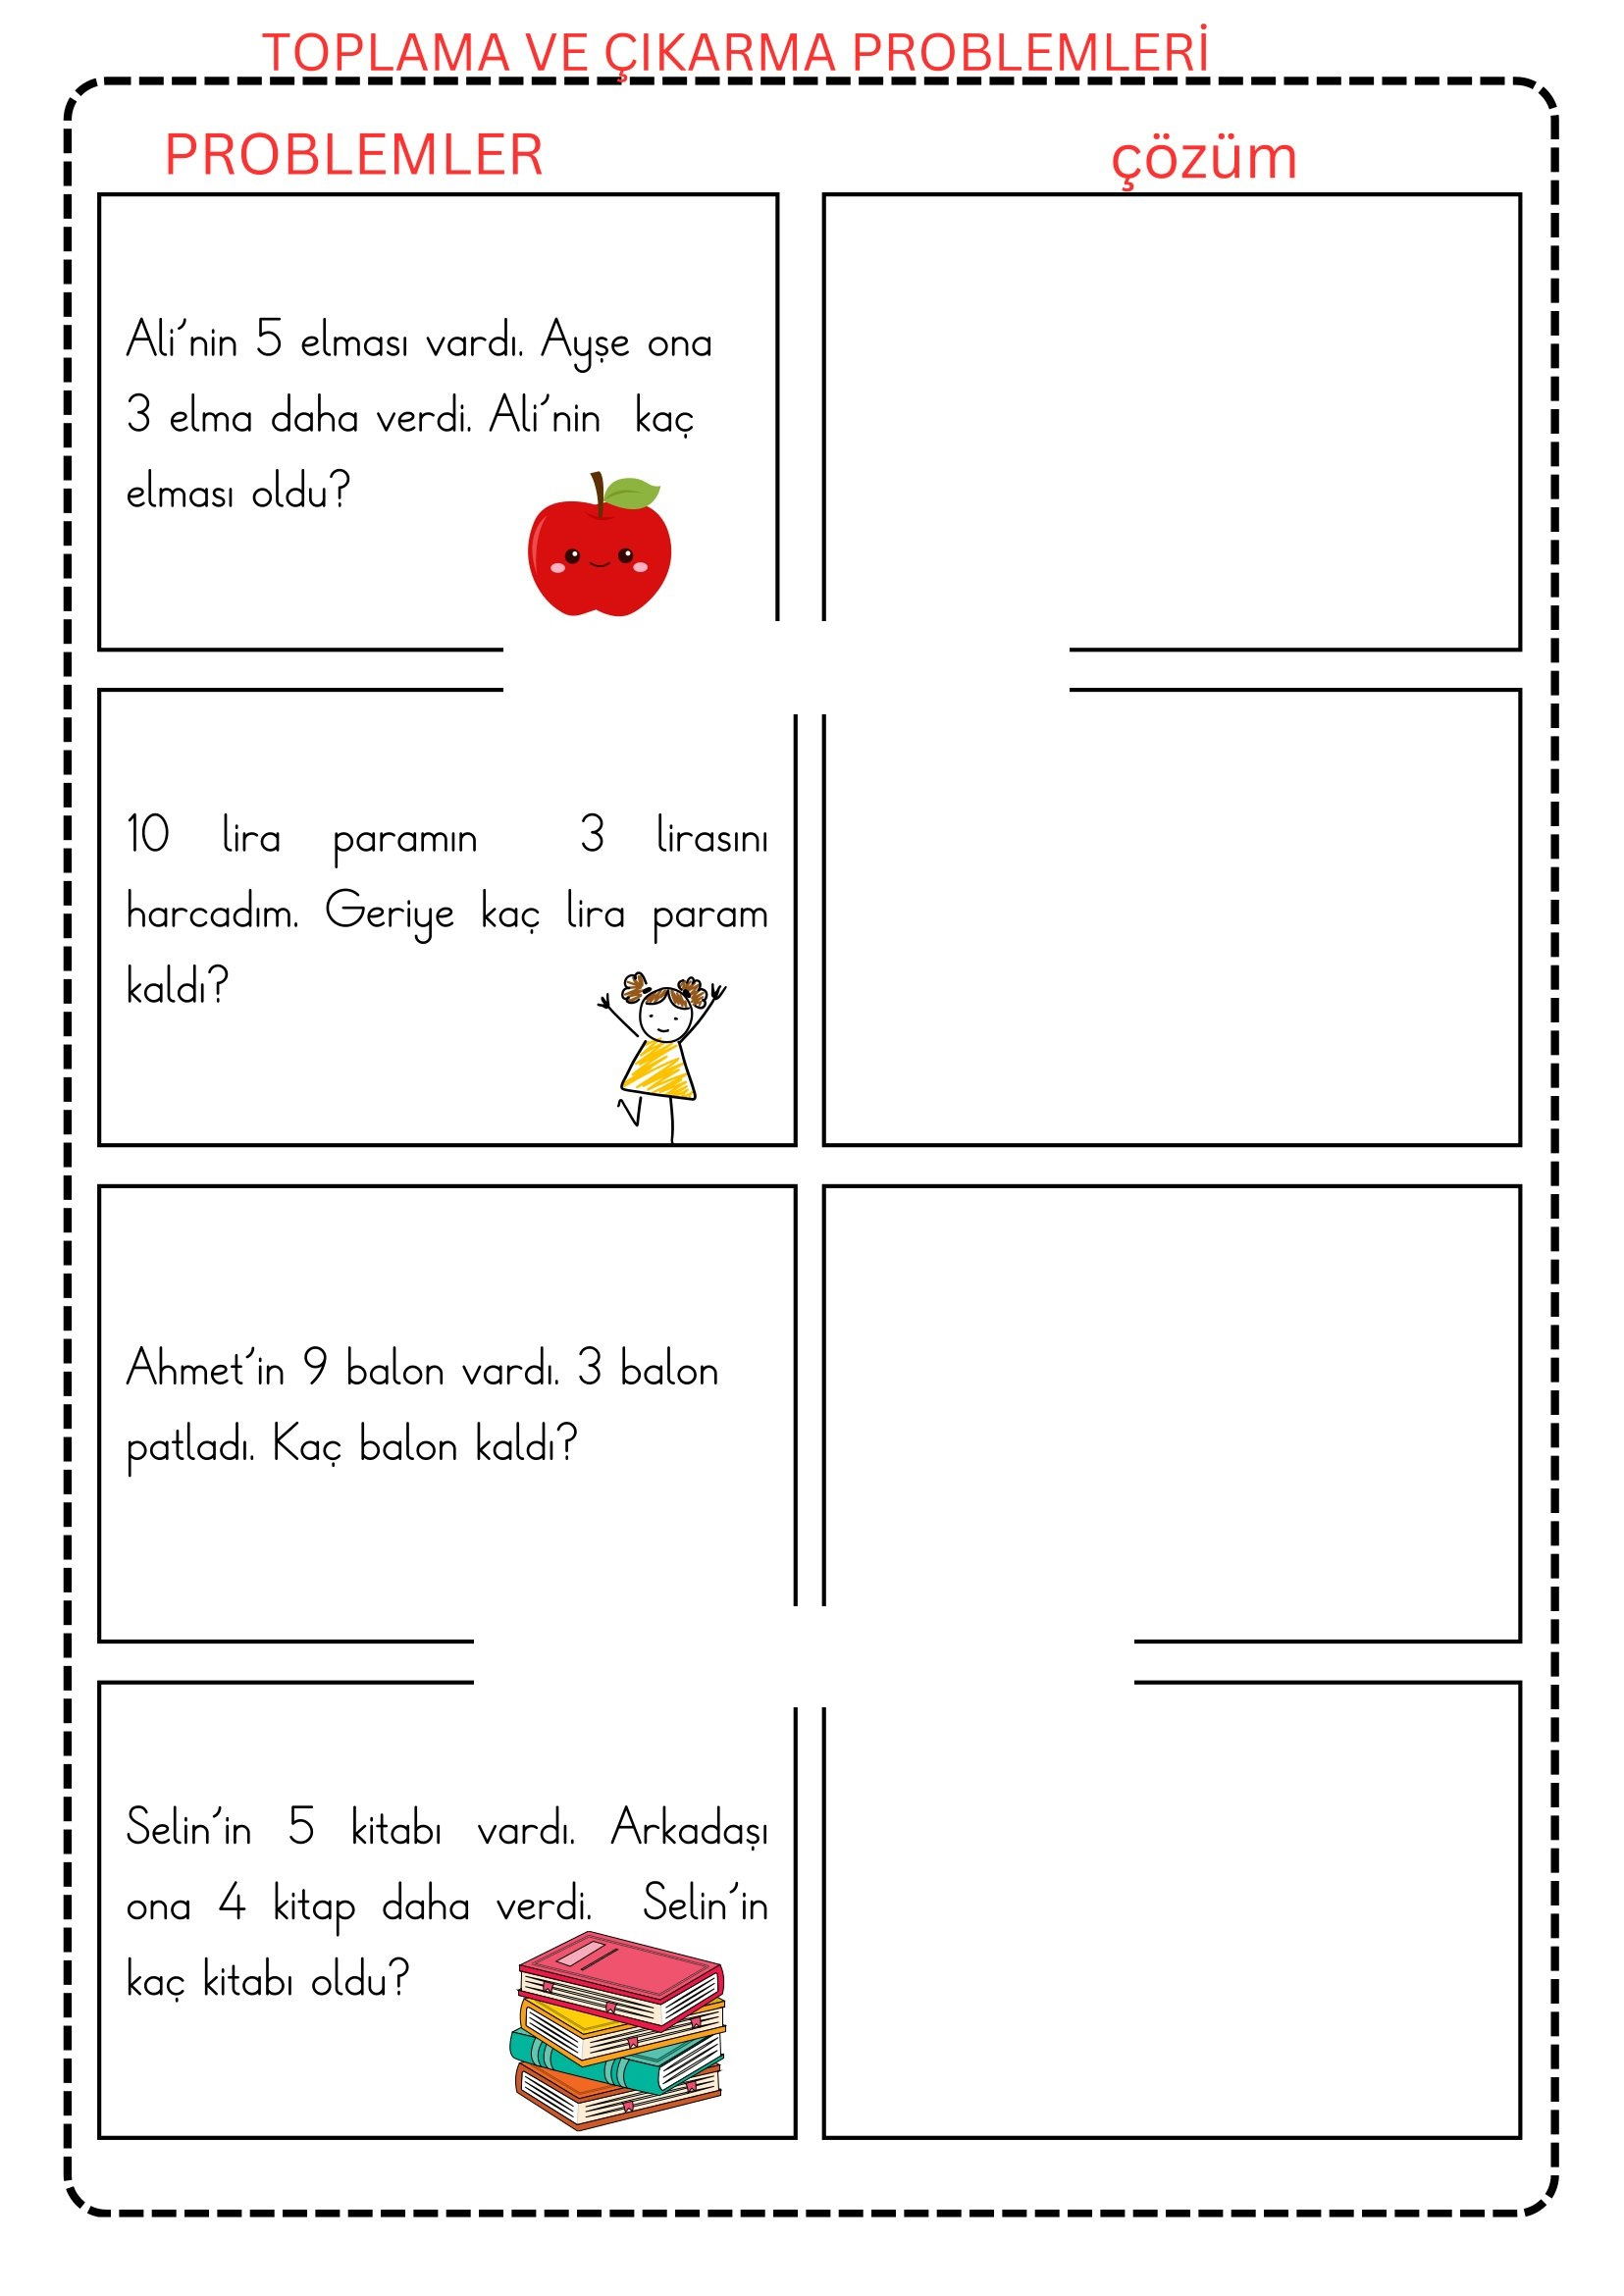 TOPLAMA VE ÇIKARMA PROBLEMLERİ
PROBLEMLER
çözüm
Ali'nin 5 elması vardı. Ayşe ona
3 elma daha verdi. Ali'nin kaç
elması oldu?
10 lira paramın 3 lirasını
harcadım. Geriye kaç lira param
kaldı?
Ahmet'in 9 balon vardı. 3 balon
patladı. Kaç balon kaldı?
Selin'in 5 kitabı vardı. Arkadaşı
ona 4 kitap daha verdi. Selin'in
kaç kitabı oldu?